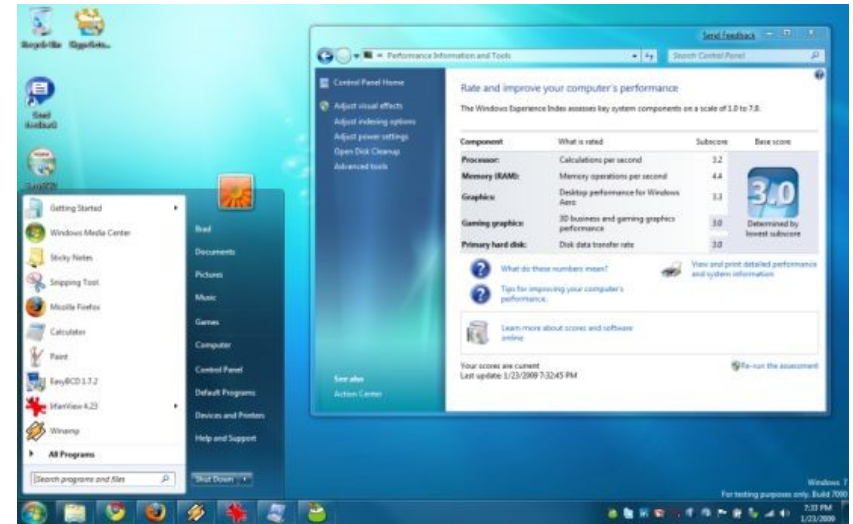 Recycle Bin
Send feedback
EasyBCD
Send feedback
Performance Information and Tools
Search Control Panel
Control Panel Home
Adjust visual effects
Adjust indexing options
Adjust power settings
Open Disk Cleanup
Advanced tools
See also
Action Center
Rate and improve your computer's performance
The Windows Experience Index assesses key system components on a scale of 1.0 to 7.9.
Component What is rated Subscore Base score
Processor: Calculations per second 3.2
Memory (RAM): Memory operations per second 4.4
Graphics: Desktop performance for Windows Aero 3.3
Gaming graphics: 3D business and gaming graphics performance 3.0
Primary hard disk: Disk data transfer rate 3.0
3.0
Determined by
lowest subscore
What do these numbers mean?
View and print detailed performance
and system information
Tips for improving your computer's
performance.
Learn more about scores and software
online
Your scores are current
Last update: 1/23/2009 7:32:45 PM
Re-run the assessment
Getting Started
Windows Media Center
Sticky Notes
Snipping Tool
Mozilla Firefox
Calculator
Paint
EasyBCD 1.7.2
IrfanView 4.23
Winamp
All Programs
Search programs and files
Brad
Documents
Pictures
Music
Games
Computer
Control Panel
Default Programs
Devices and Printers
Help and Support
Shut Down
Windows 7
For testing purposes only. Build 7000
7:33 PM
1/23/2009